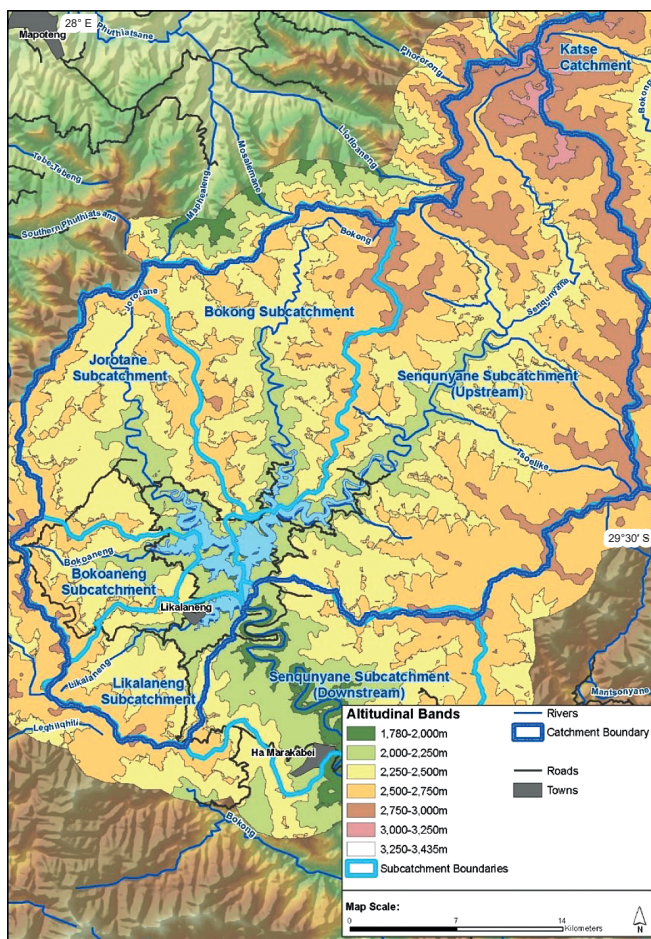 28° E
Mapoteng
Phuthiatsane
Phororong
Katse
Catchment
Bokong
Liotloaneng
Mosalemane
Maphealeng
Tebe-Tebeng
Southern Phuthiatsana
Bokong
Jorotane
Senqunyane
Bokong Subcatchment
Jorotane
Subcatchment
Senqunyane Subcatchment
(Upstream)
Tsoelike
29°30' S
Bokoaneng
Bokoaneng
Subcatchment
Likalaneng
Likalaneng
Likalaneng
Subcatchment
Senqunyane Subcatchment
(Downstream)
Mantsonyane
Ha Marakabei
Bokong
Altitudinal Bands
1,780-2,000m
2,000-2,250m
2,250-2,500m
2,500-2,750m
2,750-3,000m
3,000-3,250m
3,250-3,435m
Subcatchment Boundaries
Rivers
Catchment Boundary
Roads
Towns
Map Scale:
0 7 14
Kilometers
N